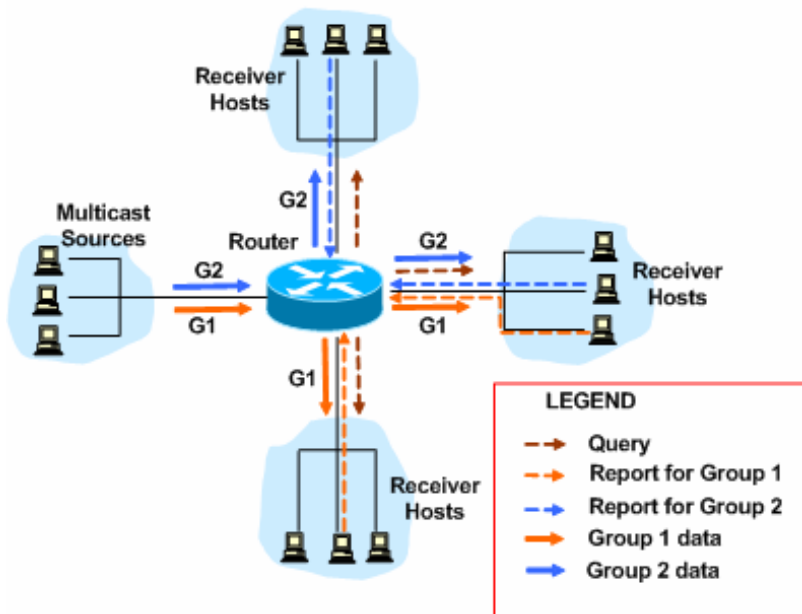 Receiver
Hosts
G2
Multicast
Sources
Router
G2
G2
G1
G1
Receiver
Hosts
G1
Receiver
Hosts
LEGEND
Query
Report for Group 1
Report for Group 2
Group 1 data
Group 2 data